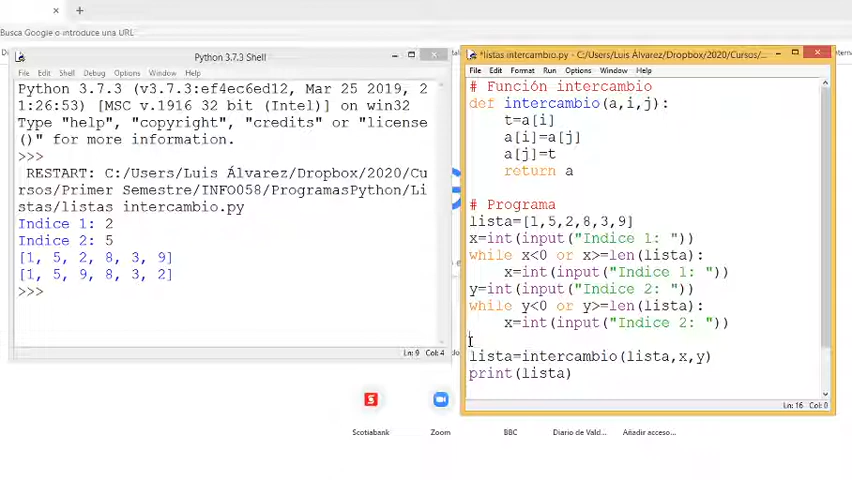 Busca Google o introduce una URL
Python 3.7.3 Shell
File Edit Shell Debug Options Window Help
Python 3.7.3 (v3.7.3:ef4ec6ed12, Mar 25 2019, 2
1:26:53) [MSC v.1916 32 bit (Intel)] on win32
Type "help", "copyright", "credits" or "license
()" for more information.
>>>
RESTART: C:/Users/Luis Álvarez/Dropbox/2020/Cu
rsos/Primer Semestre/INFO058/ProgramasPython/Li
stas/listas intercambio.py
Indice 1: 2
Indice 2: 5
[1, 5, 2, 8, 3, 9]
[1, 5, 9, 8, 3, 2]
>>>
Ln: 9 Col: 4
*listas intercambio.py - C:/Users/Luis Álvarez/Dropbox/2020/Cursos/Primer...
File Edit Format Run Options Window Help
# Función intercambio
def intercambio(a,i,j):
    t=a[i]
    a[i]=a[j]
    a[j]=t
    return a
# Programa
lista=[1,5,2,8,3,9]
x=int(input("Indice 1: "))
while x<0 or x>=len(lista):
    x=int(input("Indice 1: "))
y=int(input("Indice 2: "))
while y<0 or y>=len(lista):
    x=int(input("Indice 2: "))
lista=intercambio(lista,x,y)
print(lista)
Ln: 16 Col: 0
Scotiabank Zoom BBC Diario de Vald... Añadir acceso...